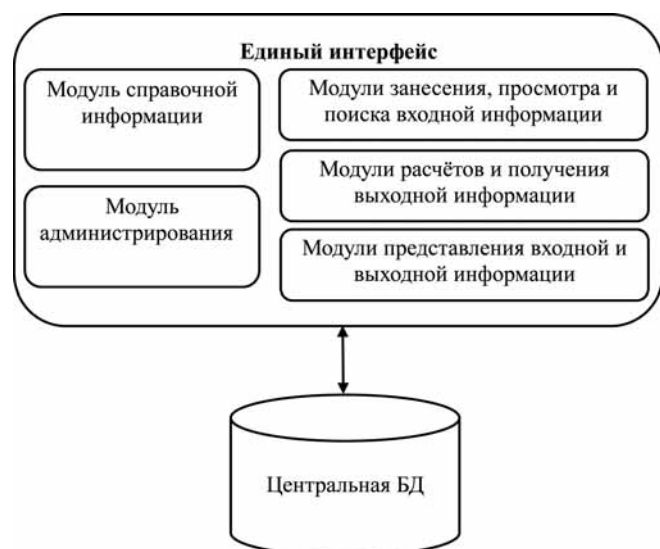 Единый интерфейс
Модуль справочной
информации
Модуль
администрирования
Модули занесения, просмотра и
поиска входной информации
Модули расчётов и получения
выходной информации
Модули представления входной и
выходной информации
Центральная БД